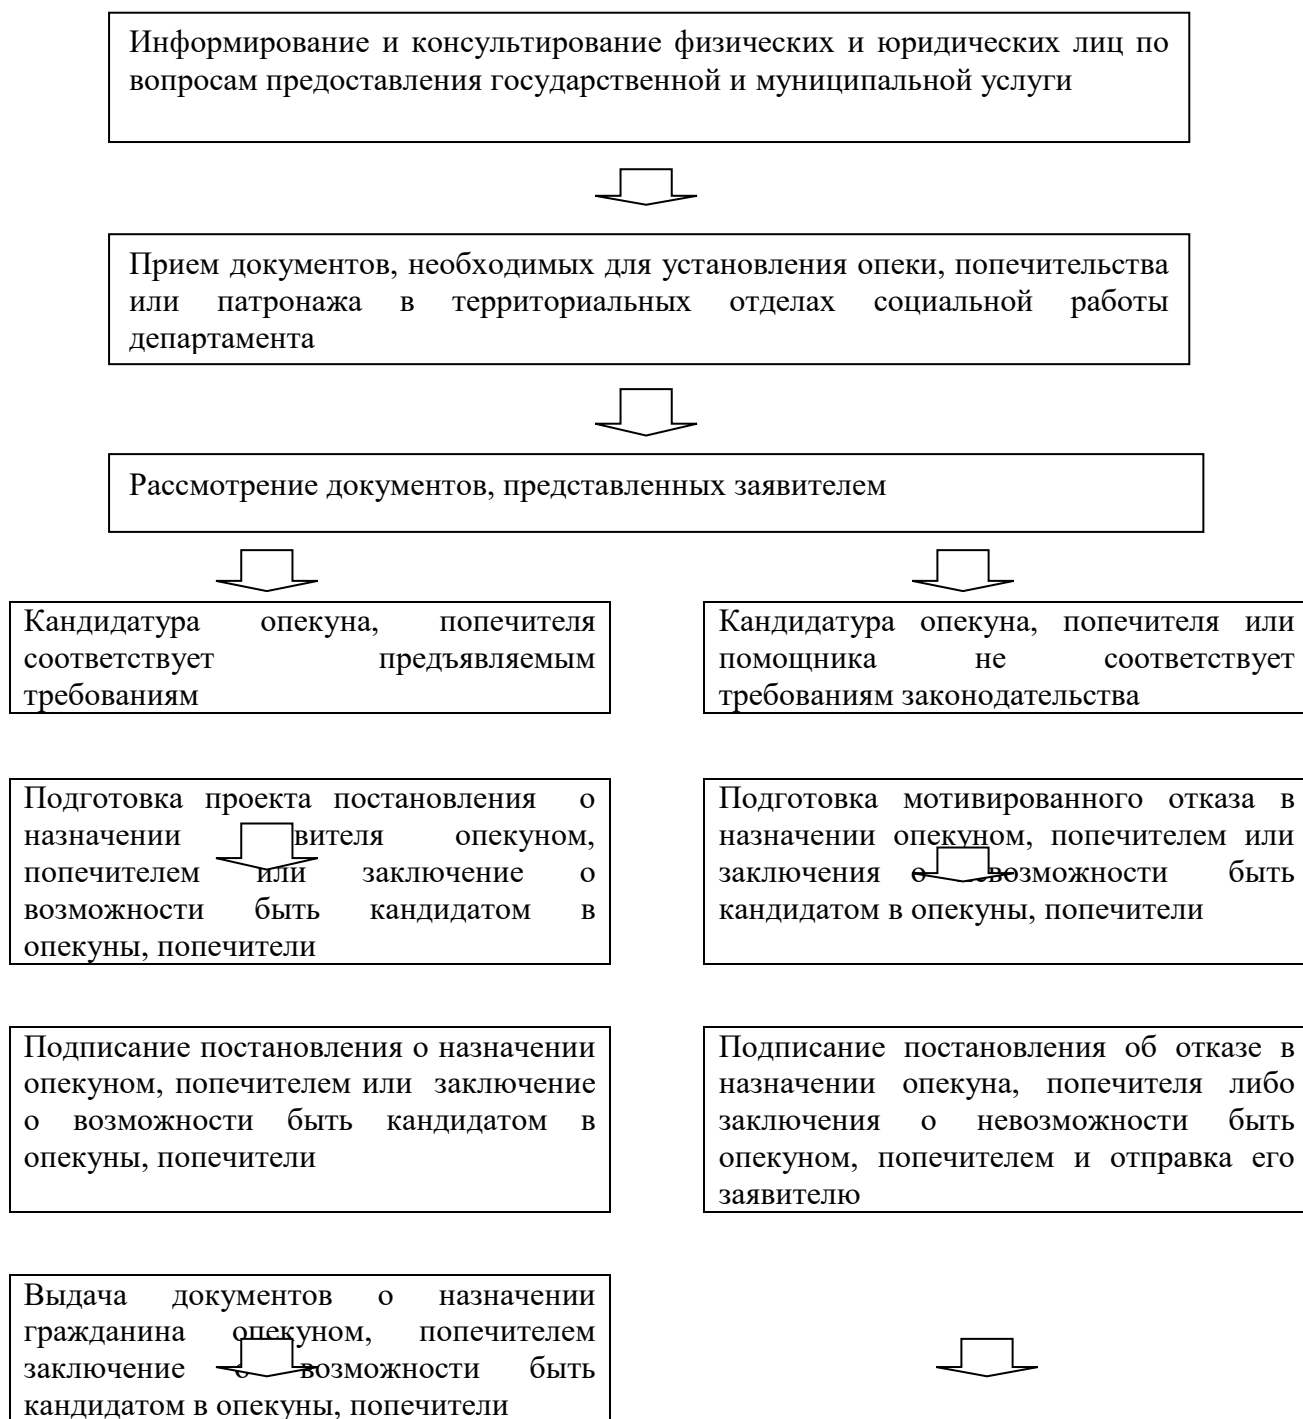 Информирование и консультирование физических и юридических лиц по
вопросам предоставления государственной и муниципальной услуги
Прием документов, необходимых для установления опеки, попечительства
или патронажа в территориальных отделах социальной работы
департамента
Рассмотрение документов, представленных заявителем
Кандидатура опекуна, попечителя
соответствует предъявляемым
требованиям
Кандидатура опекуна, попечителя или
помощника не соответствует
требованиям законодательства
Подготовка проекта постановления о
назначении вителя опекуном,
попечителем или заключение о
возможности быть кандидатом в
опекуны, попечители
Подготовка мотивированного отказа в
назначении опекуном, попечителем или
заключения о невозможности быть
кандидатом в опекуны, попечители
Подписание постановления о назначении
опекуном, попечителем или заключение
о возможности быть кандидатом в
опекуны, попечители
Подписание постановления об отказе в
назначении опекуна, попечителя либо
заключения о невозможности быть
опекуном, попечителем и отправка его
заявителю
Выдача документов о назначении
гражданина опекуном, попечителем
заключение о возможности быть
кандидатом в опекуны, попечители